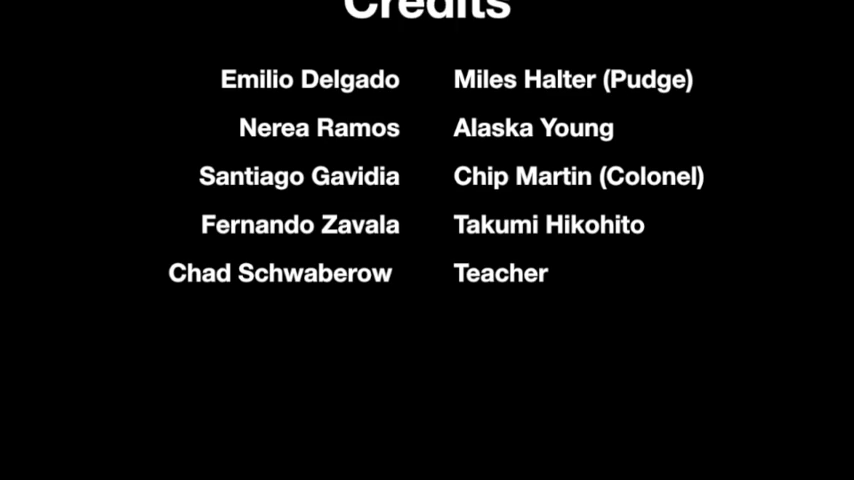 Credits
Emilio Delgado Miles Halter (Pudge)
Nerea Ramos Alaska Young
Santiago Gavidia Chip Martin (Colonel)
Fernando Zavala Takumi Hikohito
Chad Schwaberow Teacher